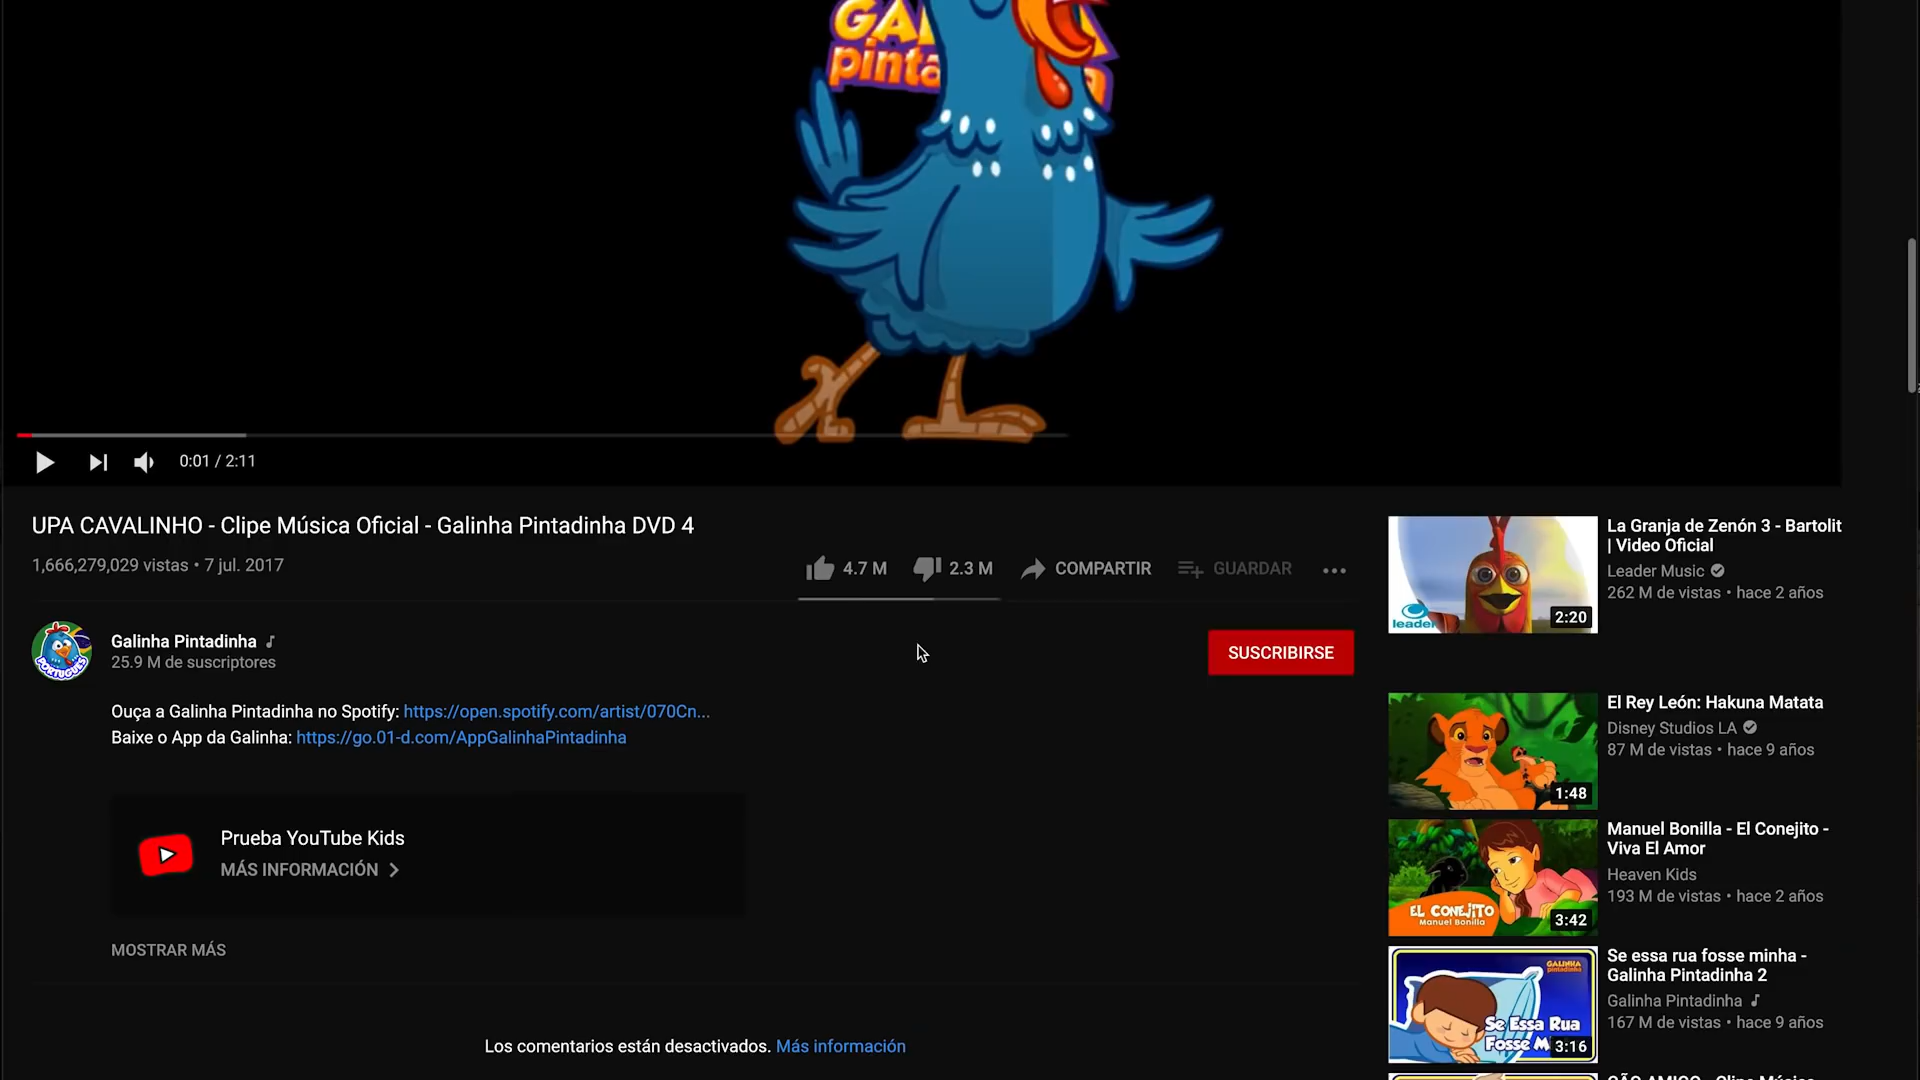 GAL
pinta
0:01 / 2:11
UPA CAVALINHO - Clipe Música Oficial - Galinha Pintadinha DVD 4
1,666,279,029 vistas • 7 jul. 2017
4.7 M
2.3 M
COMPARTIR
GUARDAR
PORTUGUÊS
Galinha Pintadinha
25.9 M de suscriptores
SUSCRIBIRSE
Ouça a Galinha Pintadinha no Spotify: https://open.spotify.com/artist/070Cn...
Baixe o App da Galinha: https://go.01-d.com/AppGalinhaPintadinha
Prueba YouTube Kids
MÁS INFORMACIÓN
MOSTRAR MÁS
Los comentarios están desactivados. Más información
leader
2:20
La Granja de Zenón 3 - Bartolit
| Video Oficial
Leader Music
262 M de vistas • hace 2 años
1:48
El Rey León: Hakuna Matata
Disney Studios LA
87 M de vistas • hace 9 años
EL CONEJITO
Manuel Bonilla
3:42
Manuel Bonilla - El Conejito -
Viva El Amor
Heaven Kids
193 M de vistas • hace 2 años
GALINHA
pintadinha
Se Essa Rua
Fosse M
3:16
Se essa rua fosse minha -
Galinha Pintadinha 2
Galinha Pintadinha
167 M de vistas • hace 9 años